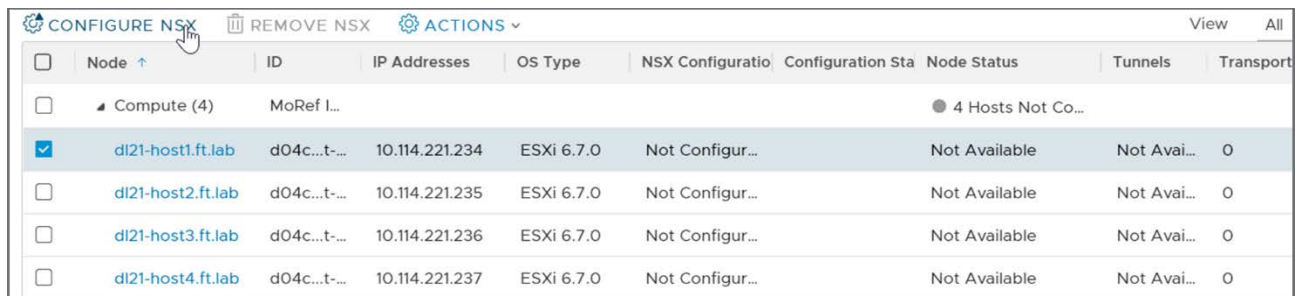 CONFIGURE NSX REMOVE NSX ACTIONS View All
Node ID IP Addresses OS Type NSX Configuratio Configuration Sta Node Status Tunnels Transport
Compute (4) MoRef I... 4 Hosts Not Co...
dl21-host1.ft.lab d04c...t-... 10.114.221.234 ESXi 6.7.0 Not Configur... Not Available Not Avai... 0
dl21-host2.ft.lab d04c...t-... 10.114.221.235 ESXi 6.7.0 Not Configur... Not Available Not Avai... 0
dl21-host3.ft.lab d04c...t-... 10.114.221.236 ESXi 6.7.0 Not Configur... Not Available Not Avai... 0
dl21-host4.ft.lab d04c...t-... 10.114.221.237 ESXi 6.7.0 Not Configur... Not Available Not Avai... 0